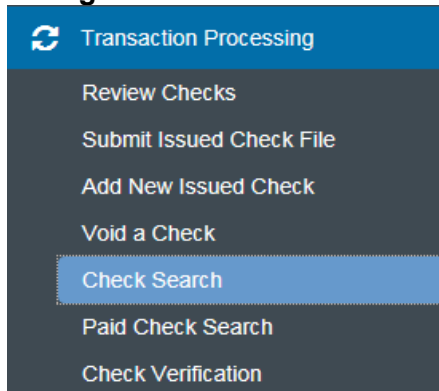 Transaction Processing
Review Checks
Submit Issued Check File
Add New Issued Check
Void a Check
Check Search
Paid Check Search
Check Verification